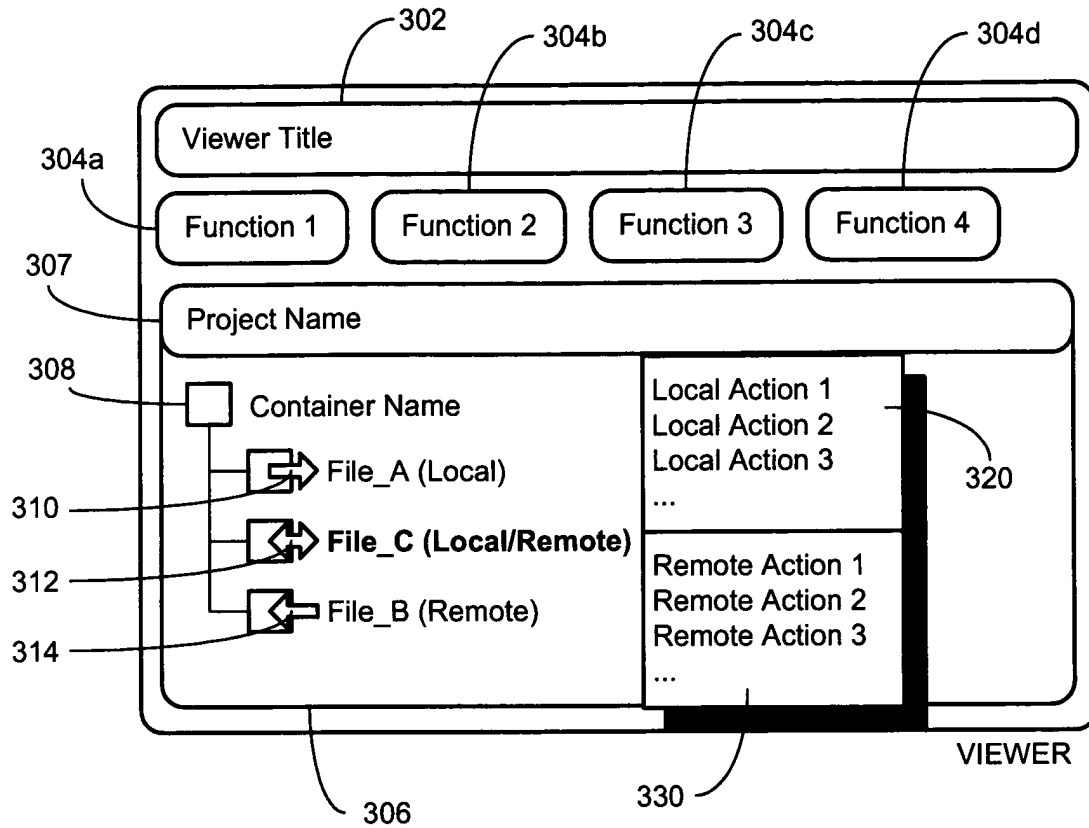 302
304b
304c
304d
Viewer Title
304a
Function 1
Function 2
Function 3
Function 4
307
Project Name
308
Container Name
Local Action 1
Local Action 2
Local Action 3
...
320
File_A (Local)
310
File_C (Local/Remote)
312
File_B (Remote)
314
Remote Action 1
Remote Action 2
Remote Action 3
...
VIEWER
306
330